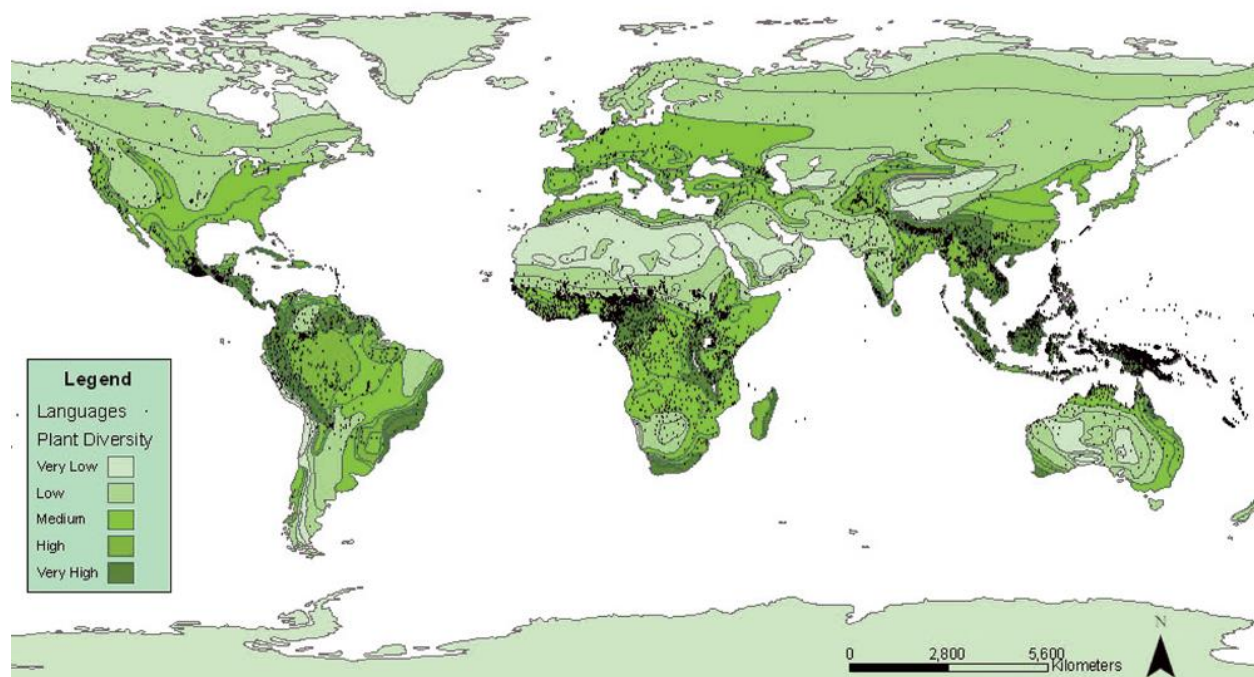 Legend
Languages
Plant Diversity
Very Low
Low
Medium
High
Very High
N
0 2,800 5,600
Kilometers